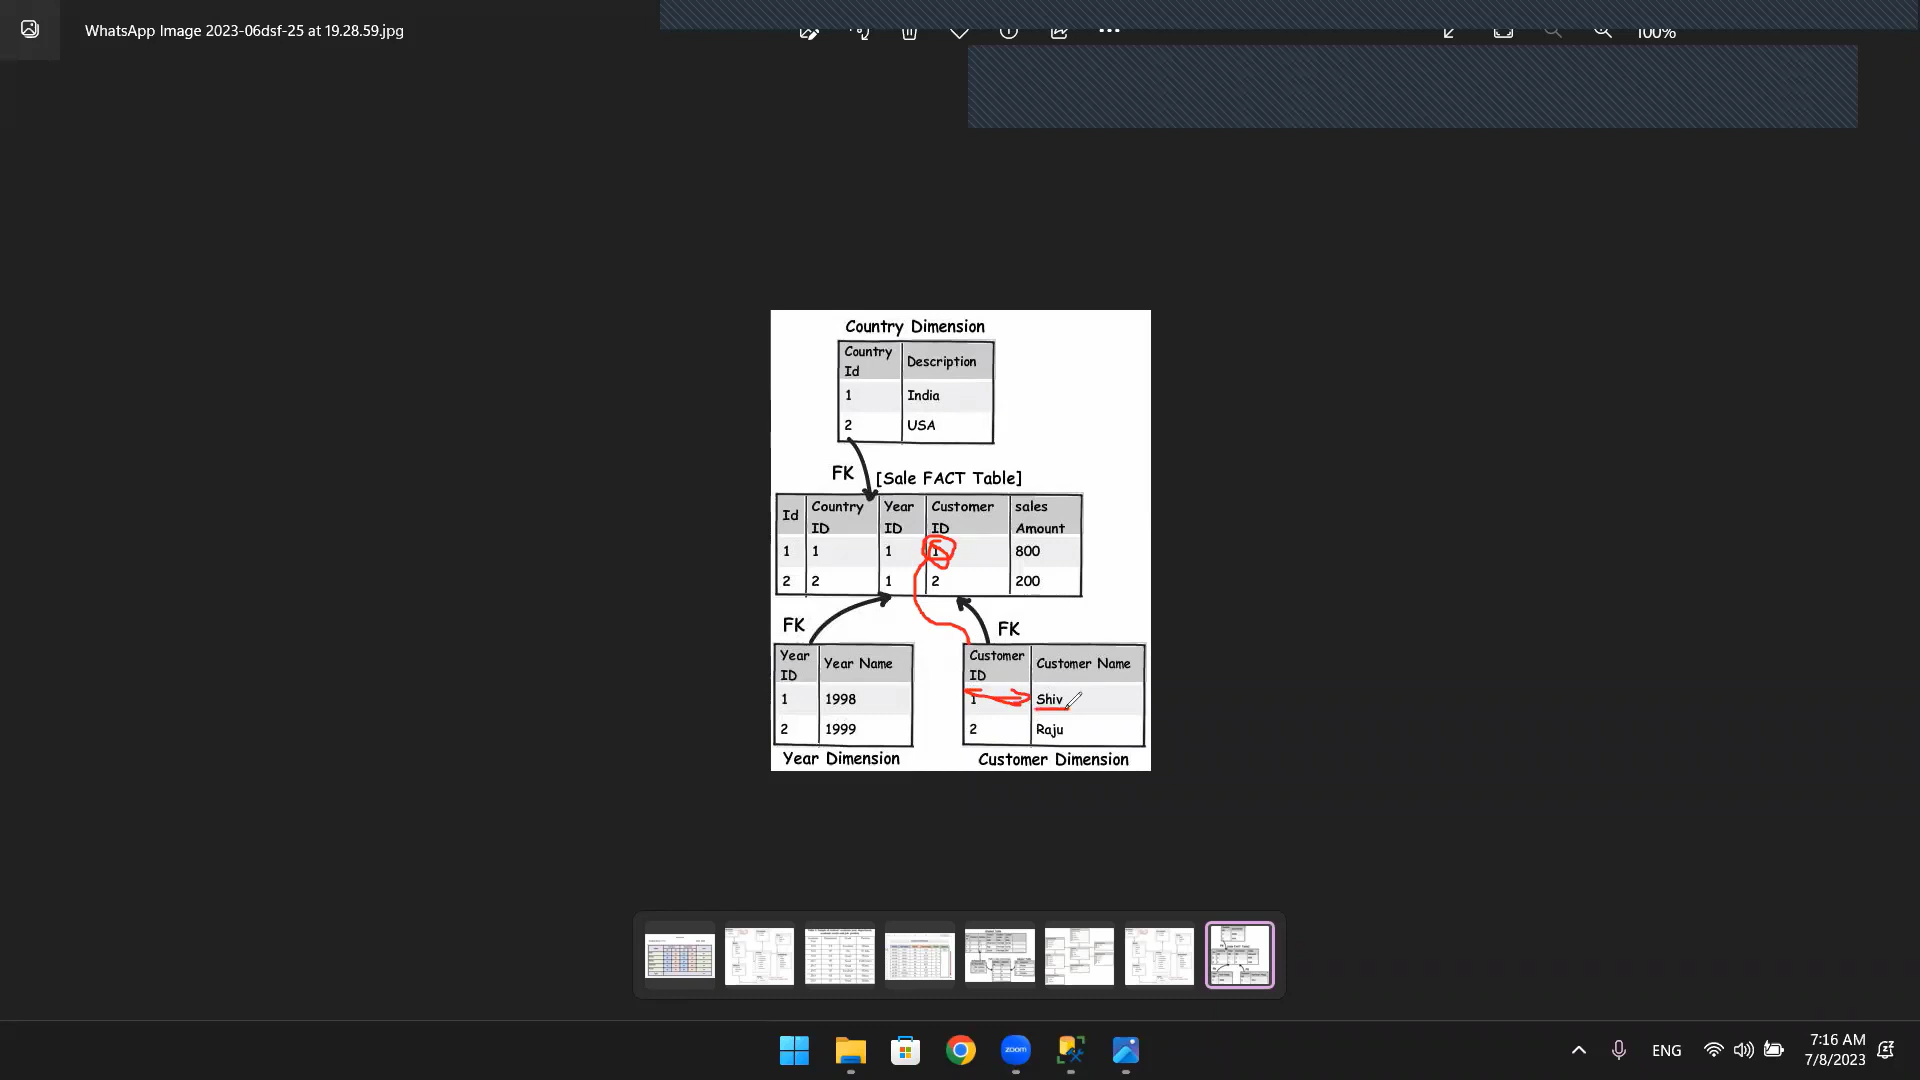 WhatsApp Image 2023-06dsf-25 at 19.28.59.jpg
100%
Country Dimension
Country Id Description
1 India
2 USA
FK [Sale FACT Table]
Id Country ID Year ID Customer ID sales Amount
1 1 1 1 800
2 2 1 2 200
FK FK
Year ID Year Name
1 1998
2 1999
Year Dimension
Customer ID Customer Name
1 Shiv
2 Raju
Customer Dimension
zoom
ENG
7:16 AM
7/8/2023